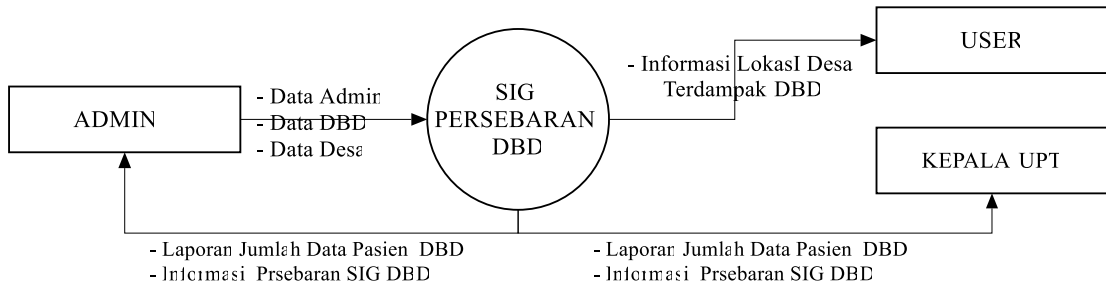 ADMIN
- Data Admin
- Data DBD
- Data Desa
SIG
PERSEBARAN
DBD
- Informasi LokasI Desa
Terdampak DBD
USER
KEPALA UPT
- Laporan Jumlah Data Pasien DBD
- Informasi Prsebaran SIG DBD
- Laporan Jumlah Data Pasien DBD
- Informasi Prsebaran SIG DBD